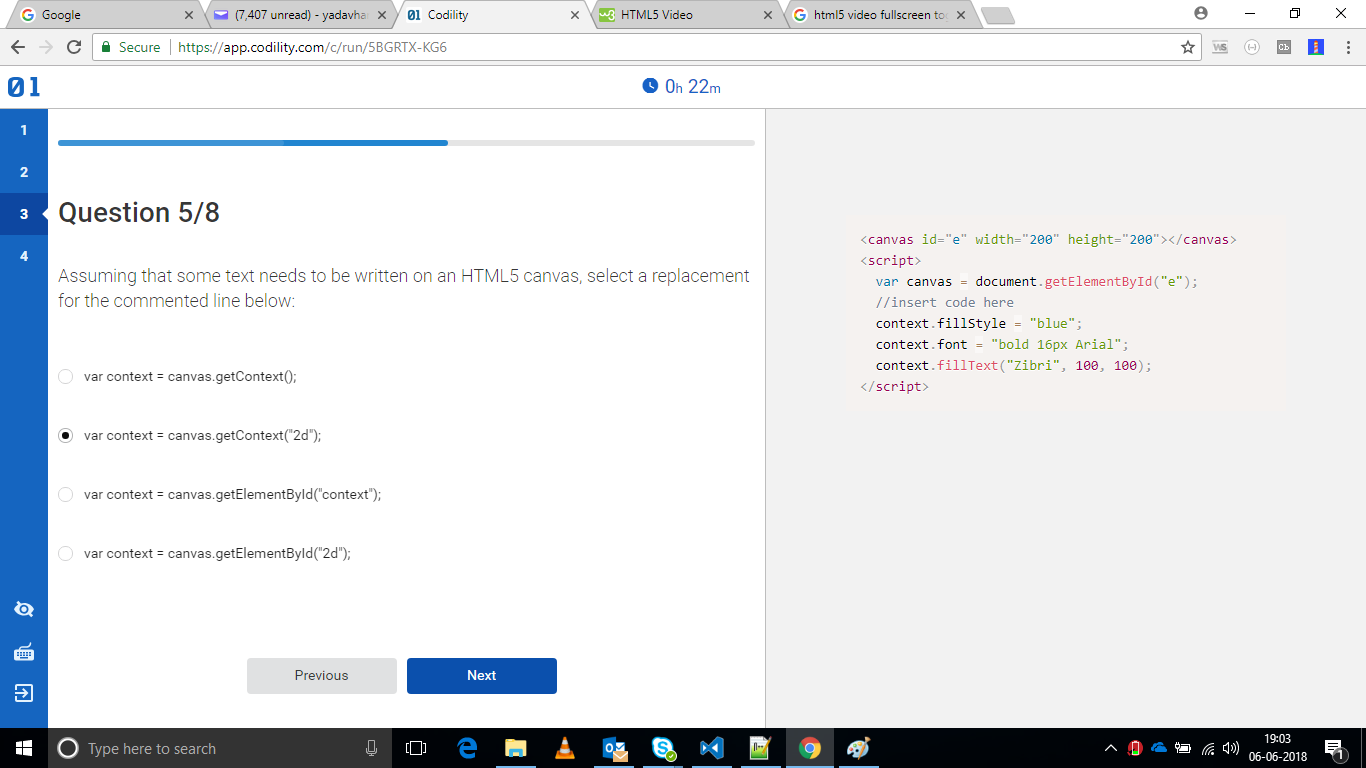 Google
(7,407 unread) - yadavha
Codility
HTML5 Video
html5 video fullscreen to
Secure
https://app.codility.com/c/run/5BGRTX-KG6
01
0h 22m
1
2
3
4
Question 5/8
Assuming that some text needs to be written on an HTML5 canvas, select a replacement
for the commented line below:
var context = canvas.getContext();
var context = canvas.getContext("2d");
var context = canvas.getElementById("context");
var context = canvas.getElementById("2d");
Previous
Next
<canvas id="e" width="200" height="200"></canvas>
<script>
var canvas = document.getElementById("e");
//insert code here
context.fillStyle = "blue";
context.font = "bold 16px Arial";
context.fillText("Zibri", 100, 100);
</script>
Type here to search
19:03
06-06-2018
1